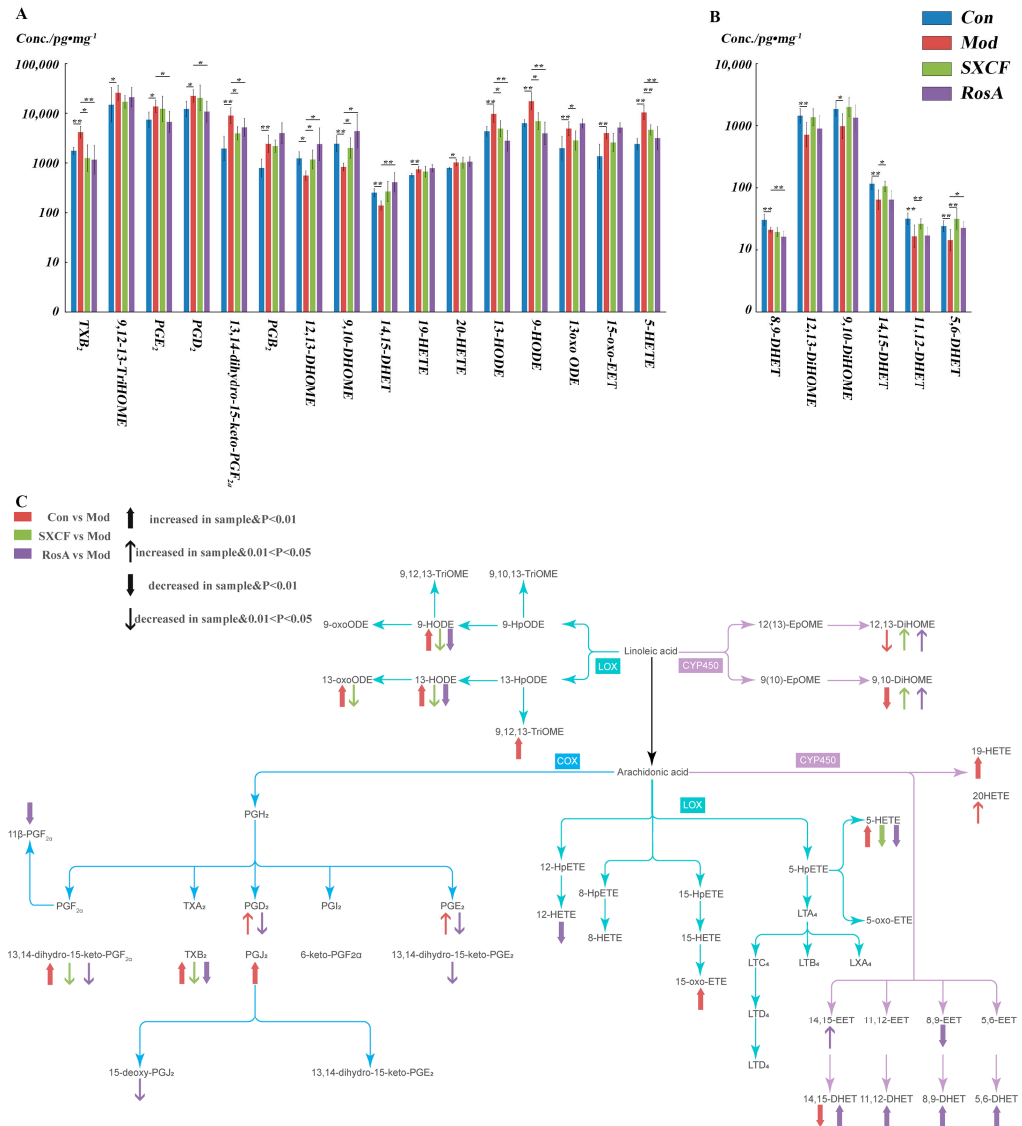 A
Conc./pg•mg⁻¹
100,000
10,000
1000
100
10
0
** ** *
*
* #
* #
** * *
**
* * *
** * *
** **
**
*
** * **
** * **
** *
**
** ** **
TXB₂
9,12-13-TriHOME
PGE₂
PGD₂
13,14-dihydro-15-keto-PGF₂ₐ
PGB₂
12,13-DHOME
9,10-DHOME
14,15-DHET
19-HETE
20-HETE
13-HODE
9-HODE
13oxo ODE
15-oxo-EET
5-HETE
B
Conc./pg•mg⁻¹
10,000
1000
100
10
0
** **
**
*
** *
** **
** ** *
8,9-DHET
12,13-DiHOME
9,10-DiHOME
14,15-DHET
11,12-DHET
5,6-DHET
Con
Mod
SXCF
RosA
C
Con vs Mod
SXCF vs Mod
RosA vs Mod
increased in sample&P<0.01
increased in sample&0.01<P<0.05
decreased in sample&P<0.01
decreased in sample&0.01<P<0.05
9,12,13-TriOME
9,10,13-TriOME
9-oxoODE
9-HODE
9-HpODE
13-oxoODE
13-HODE
13-HpODE
9,12,13-TriOME
LOX
Linoleic acid
CYP450
12(13)-EpOME
12,13-DiHOME
9(10)-EpOME
9,10-DiHOME
COX
Arachidonic acid
CYP450
19-HETE
20HETE
LOX
PGH₂
11β-PGF₂ₐ
PGF₂ₐ
TXA₂
PGD₂
PGI₂
PGE₂
13,14-dihydro-15-keto-PGF₂ₐ
TXB₂
PGJ₂
6-keto-PGF2α
13,14-dihydro-15-keto-PGE₂
15-deoxy-PGJ₂
13,14-dihydro-15-keto-PGE₂
12-HpETE
12-HETE
8-HpETE
8-HETE
15-HpETE
15-HETE
15-oxo-ETE
5-HpETE
5-HETE
5-oxo-ETE
LTA₄
LTC₄
LTB₄
LXA₄
LTD₄
LTD₄
14,15-EET
11,12-EET
8,9-EET
5,6-EET
14,15-DHET
11,12-DHET
8,9-DHET
5,6-DHET